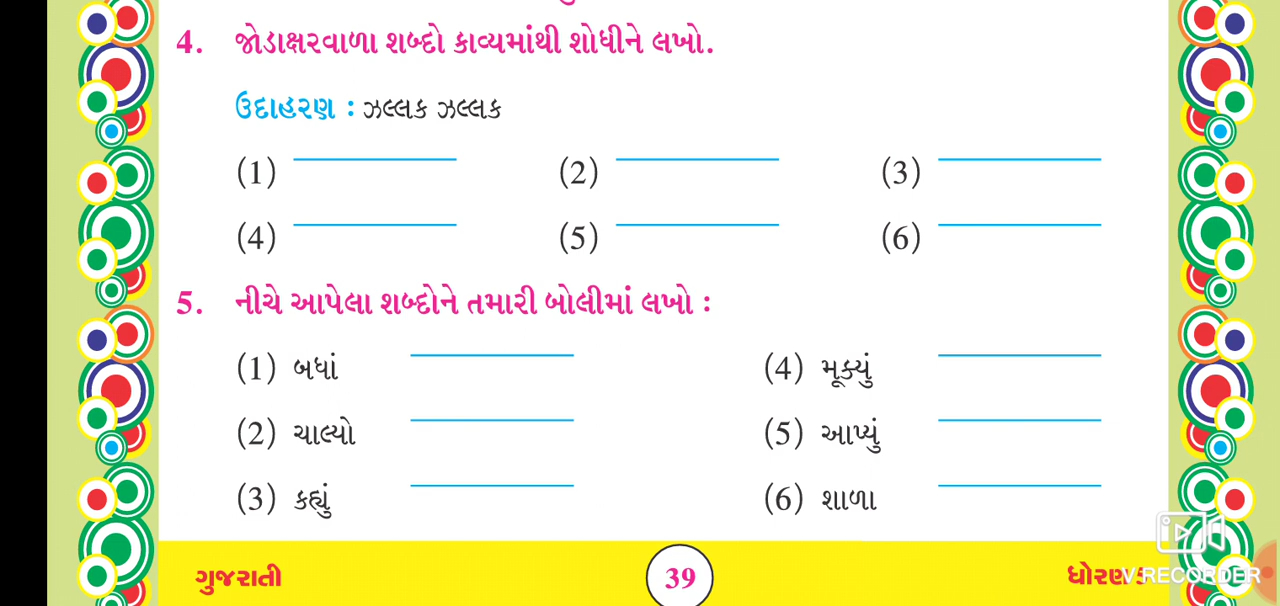 4. જોડાક્ષરવાળા શબ્દો કાવ્યમાંથી શોધીને લખો.
ઉદાહરણ : ઝલ્લક ઝલ્લક
(1) (2) (3)
(4) (5) (6)
5. નીચે આપેલા શબ્દોને તમારી બોલીમાં લખો :
(1) બધાં (4) મૂક્યું
(2) ચાલ્યો (5) આપ્યું
(3) કહ્યું (6) શાળા
ગુજરાતી 39 ધોરણ
V RECORDER